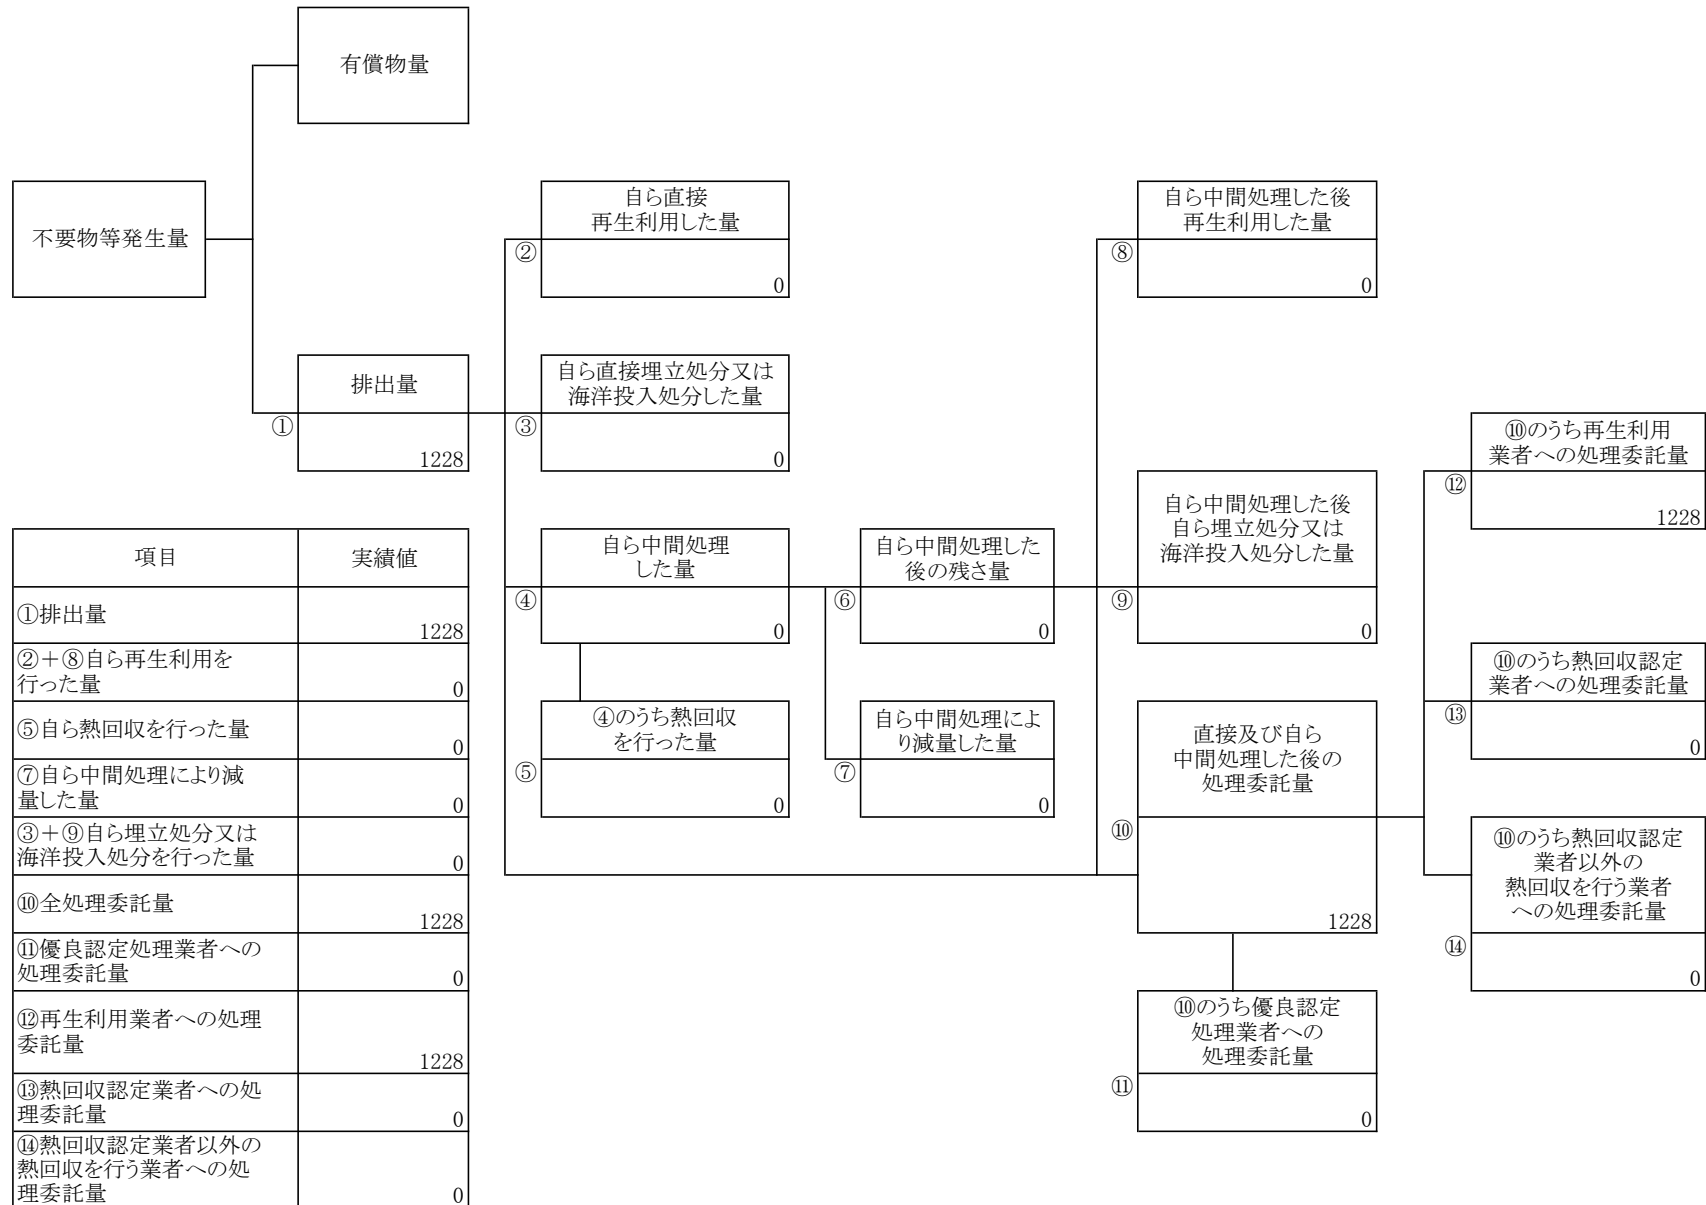 有償物量
不要物等発生量
自ら直接
再生利用した量
②
0
自ら中間処理した後
再生利用した量
⑧
0
排出量
①
1228
自ら直接埋立処分又は
海洋投入処分した量
③
0
⑩のうち再生利用
業者への処理委託量
⑫
1228
自ら中間処理した後
自ら埋立処分又は
海洋投入処分した量
⑨
0
自ら中間処理
した量
④
0
自ら中間処理した
後の残さ量
⑥
0
⑩のうち熱回収認定
業者への処理委託量
⑬
0
④のうち熱回収
を行った量
⑤
0
自ら中間処理によ
り減量した量
⑦
0
直接及び自ら
中間処理した後の
処理委託量
⑩
1228
⑩のうち熱回収認定
業者以外の
熱回収を行う業者
への処理委託量
⑭
0
⑩のうち優良認定
処理業者への
処理委託量
⑪
0
項目 実績値
①排出量 1228
②+⑧自ら再生利用を
行った量 0
⑤自ら熱回収を行った量 0
⑦自ら中間処理により減
量した量 0
③+⑨自ら埋立処分又は
海洋投入処分を行った量 0
⑩全処理委託量 1228
⑪優良認定処理業者への
処理委託量 0
⑫再生利用業者への処理
委託量 1228
⑬熱回収認定業者への処
理委託量 0
⑭熱回収認定業者以外の
熱回収を行う業者への処
理委託量 0